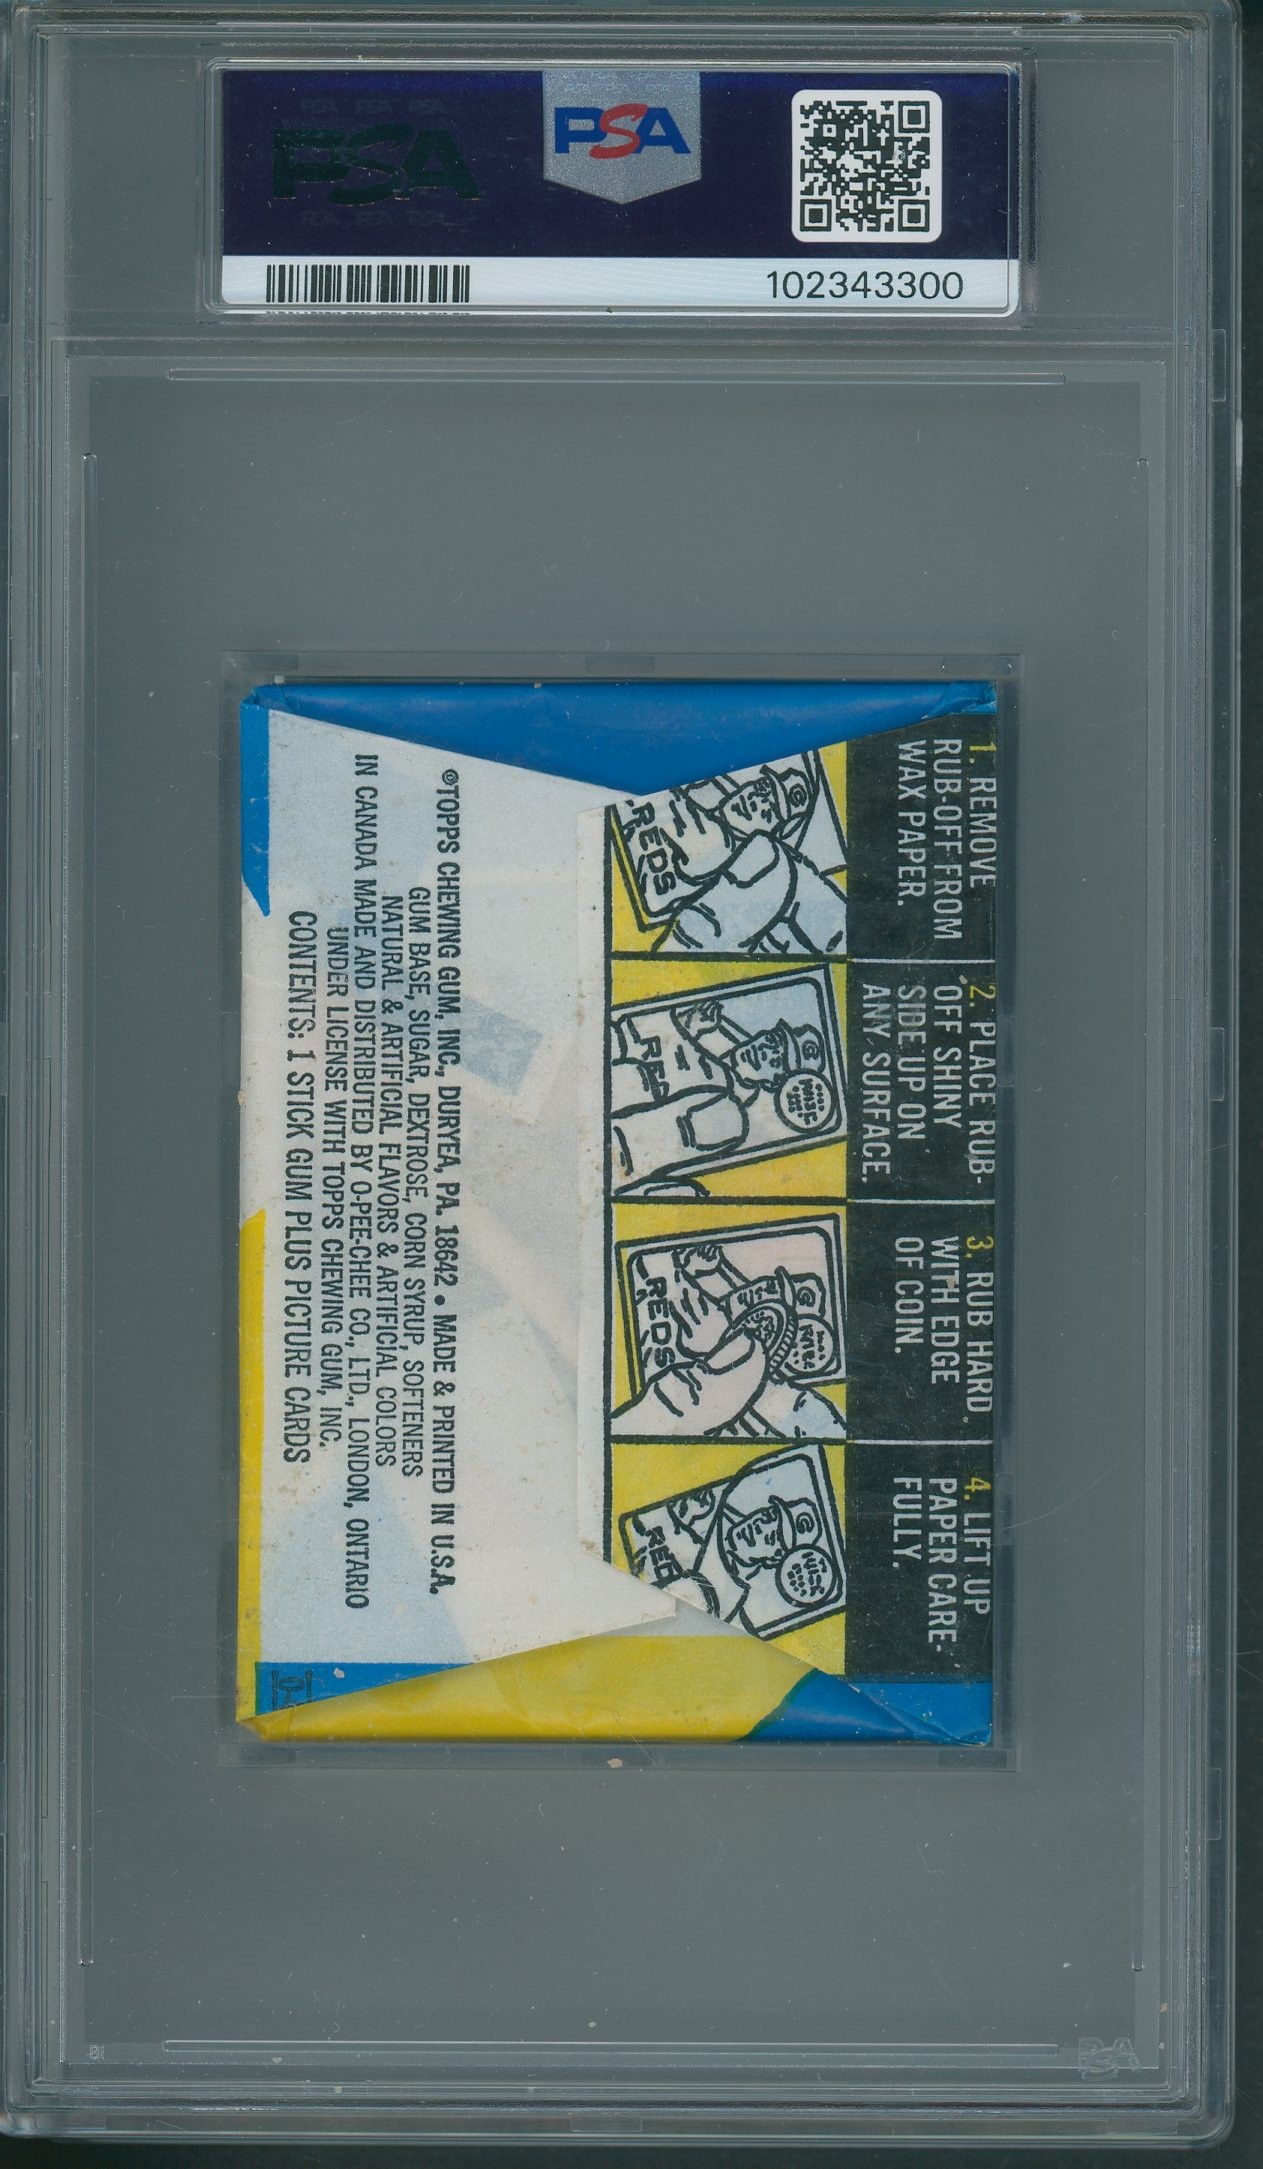 PSA
PSA
102343300
1. REMOVE
RUB-OFF FROM
WAX PAPER.
2. PLACE RUB-
OFF SHINY
SIDE UP ON
ANY SURFACE.
3. RUB HARD
WITH EDGE
OF COIN.
4. LIFT UP
PAPER CARE-
FULLY.
REDS
RED
REDS
RED
©TOPPS CHEWING GUM, INC., DURYEA, PA. 18642 • MADE & PRINTED IN U.S.A.
GUM BASE, SUGAR, DEXTROSE, CORN SYRUP, SOFTENERS
NATURAL & ARTIFICIAL FLAVORS & ARTIFICIAL COLORS
IN CANADA MADE AND DISTRIBUTED BY O-PEE-CHEE CO., LTD., LONDON, ONTARIO
UNDER LICENSE WITH TOPPS CHEWING GUM, INC.
CONTENTS: 1 STICK GUM PLUS PICTURE CARDS
PSA